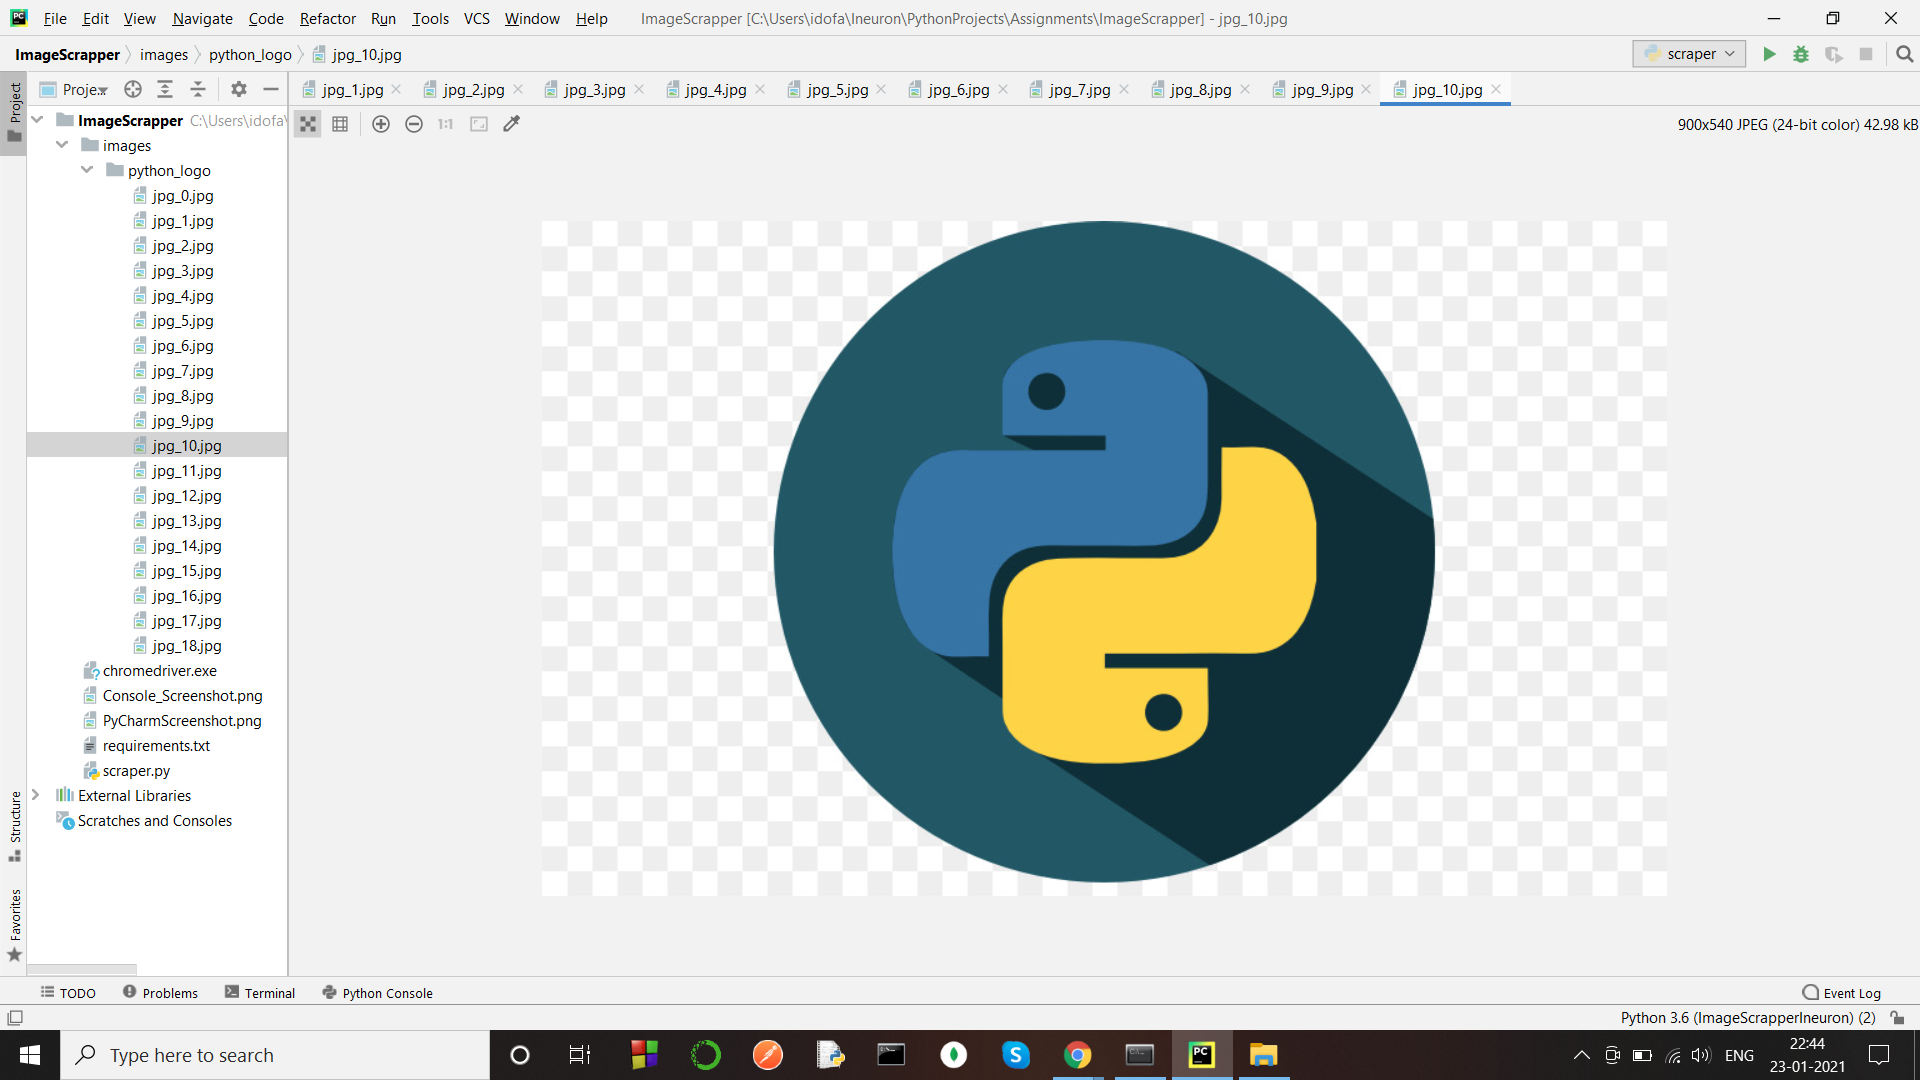 File Edit View Navigate Code Refactor Run Tools VCS Window Help ImageScrapper [C:\Users\idofa\Ineuron\PythonProjects\Assignments\ImageScrapper] - jpg_10.jpg
ImageScrapper images python_logo jpg_10.jpg scraper
Project
Proje..
jpg_1.jpg jpg_2.jpg jpg_3.jpg jpg_4.jpg jpg_5.jpg jpg_6.jpg jpg_7.jpg jpg_8.jpg jpg_9.jpg jpg_10.jpg
1:1
900x540 JPEG (24-bit color) 42.98 kB
ImageScrapper C:\Users\idofa\
images
python_logo
jpg_0.jpg
jpg_1.jpg
jpg_2.jpg
jpg_3.jpg
jpg_4.jpg
jpg_5.jpg
jpg_6.jpg
jpg_7.jpg
jpg_8.jpg
jpg_9.jpg
jpg_10.jpg
jpg_11.jpg
jpg_12.jpg
jpg_13.jpg
jpg_14.jpg
jpg_15.jpg
jpg_16.jpg
jpg_17.jpg
jpg_18.jpg
chromedriver.exe
Console_Screenshot.png
PyCharmScreenshot.png
requirements.txt
scraper.py
External Libraries
Scratches and Consoles
Structure
Favorites
TODO Problems Terminal Python Console Event Log
Python 3.6 (ImageScrapperIneuron) (2)
Type here to search
PC
ENG
22:44
23-01-2021